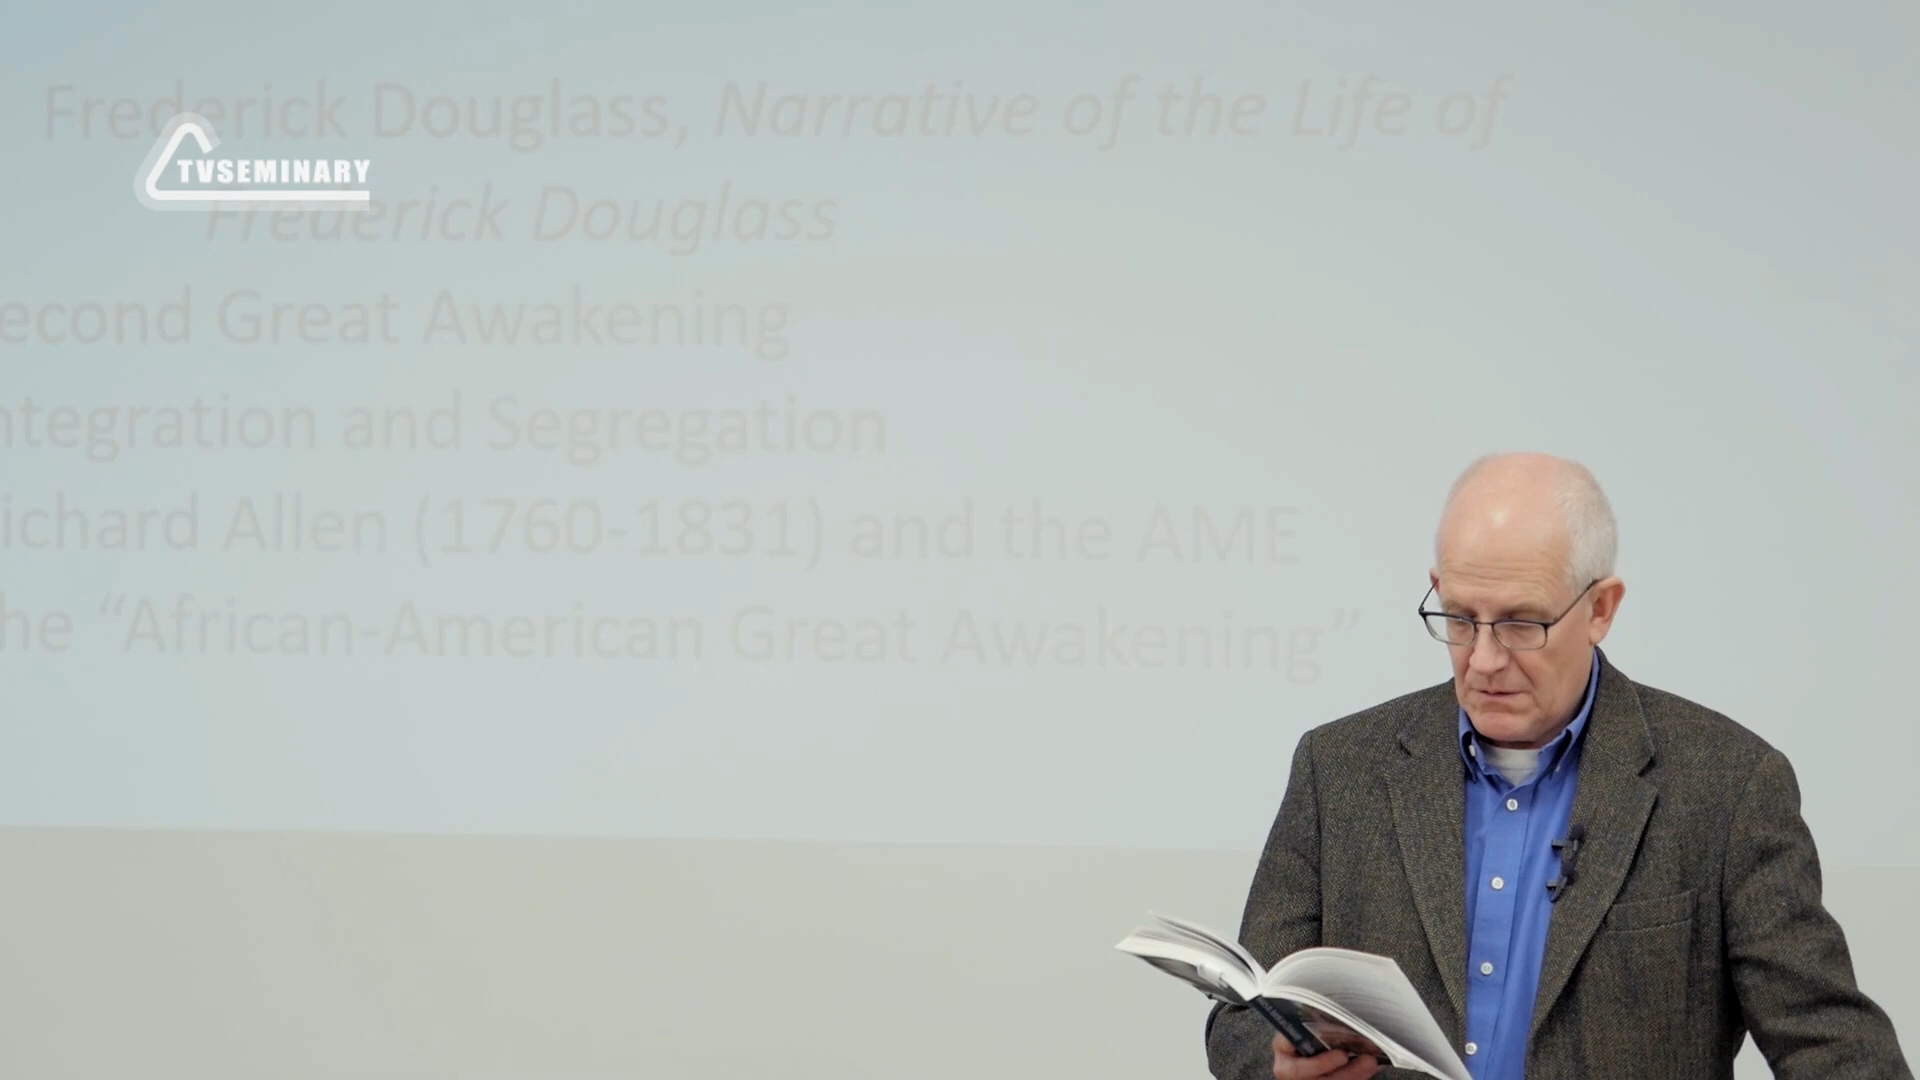 Frederick Douglass, Narrative of the Life of
TVSEMINARY
Frederick Douglass
econd Great Awakening
ntegration and Segregation
ichard Allen (1760-1831) and the AME
he “African-American Great Awakening”